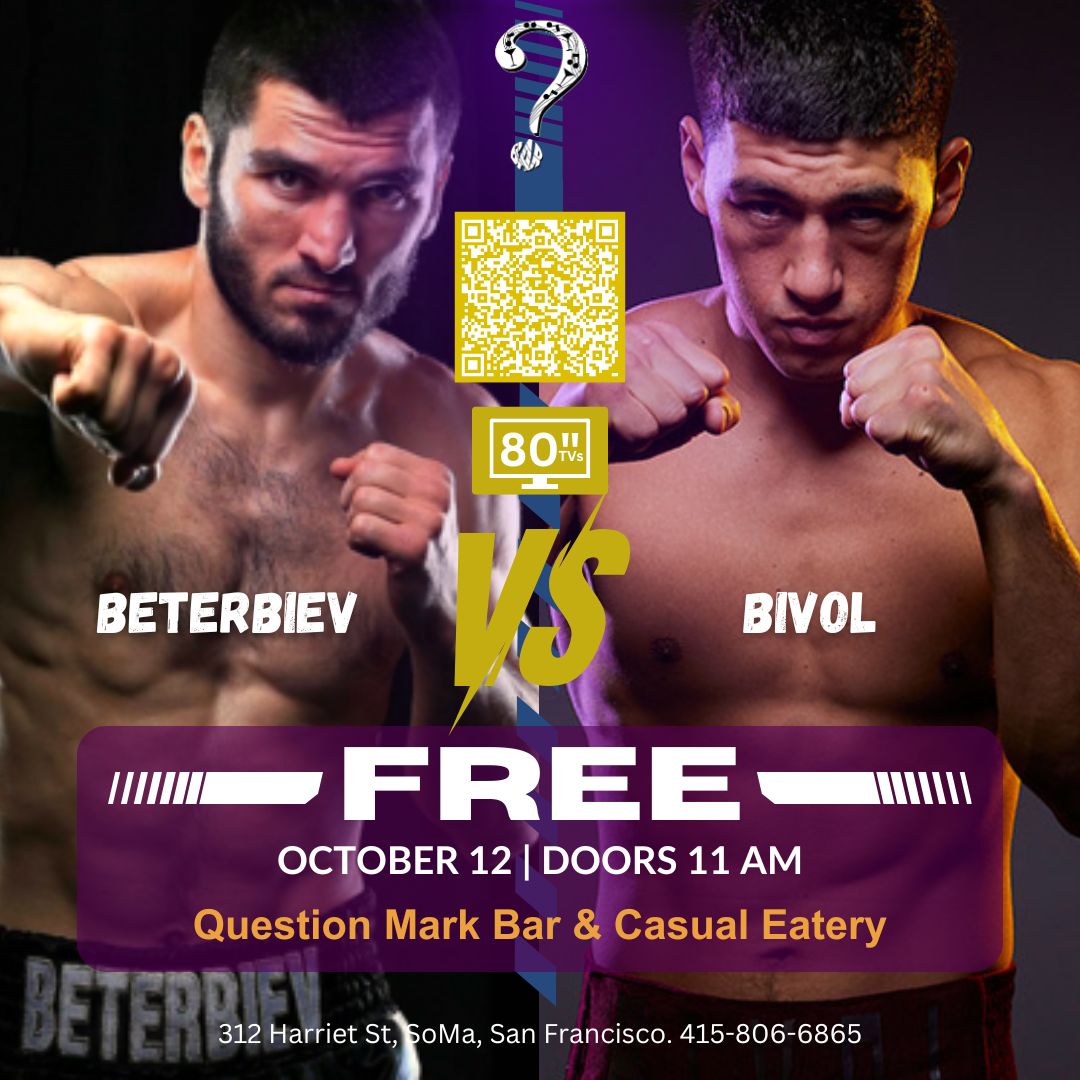 BAR
80" TVs
VS
BETERBIEV
BIVOL
FREE
OCTOBER 12 | DOORS 11 AM
Question Mark Bar & Casual Eatery
BETERBIEV
312 Harriet St, SoMa, San Francisco. 415-806-6865